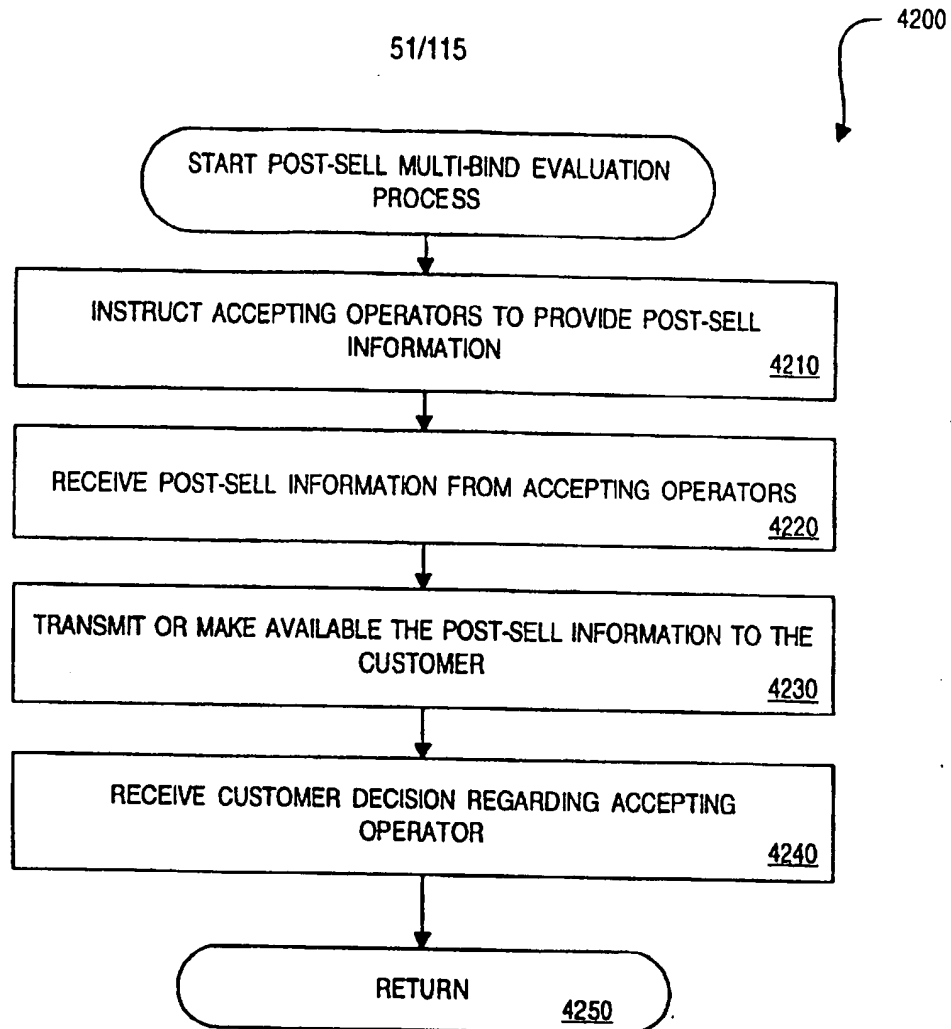 4200
51/115
START POST-SELL MULTI-BIND EVALUATION
PROCESS
INSTRUCT ACCEPTING OPERATORS TO PROVIDE POST-SELL
INFORMATION
4210
RECEIVE POST-SELL INFORMATION FROM ACCEPTING OPERATORS
4220
TRANSMIT OR MAKE AVAILABLE THE POST-SELL INFORMATION TO THE
CUSTOMER
4230
RECEIVE CUSTOMER DECISION REGARDING ACCEPTING
OPERATOR
4240
RETURN
4250